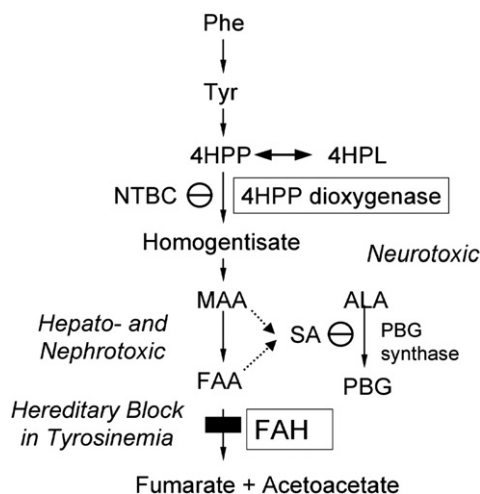 Phe
Tyr
4HPP 4HPL
NTBC 4HPP dioxygenase
Homogentisate
Neurotoxic
MAA ALA
Hepato- and
Nephrotoxic
SA PBG
synthase
FAA PBG
Hereditary Block
in Tyrosinemia
FAH
Fumarate + Acetoacetate